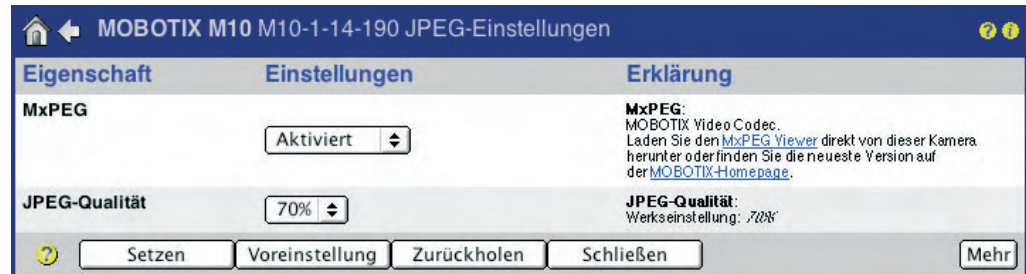 MOBOTIX M10 M10-1-14-190 JPEG-Einstellungen
Eigenschaft Einstellungen Erklärung
MxPEG
Aktiviert
MxPEG:
MOBOTIX Video Codec.
Laden Sie den MxPEG Viewer direkt von dieser Kamera
herunter oder finden Sie die neueste Version auf
der MOBOTIX-Homepage.
JPEG-Qualität
70%
JPEG-Qualität:
Werkseinstellung: 70%
? Setzen Voreinstellung Zurückholen Schließen Mehr